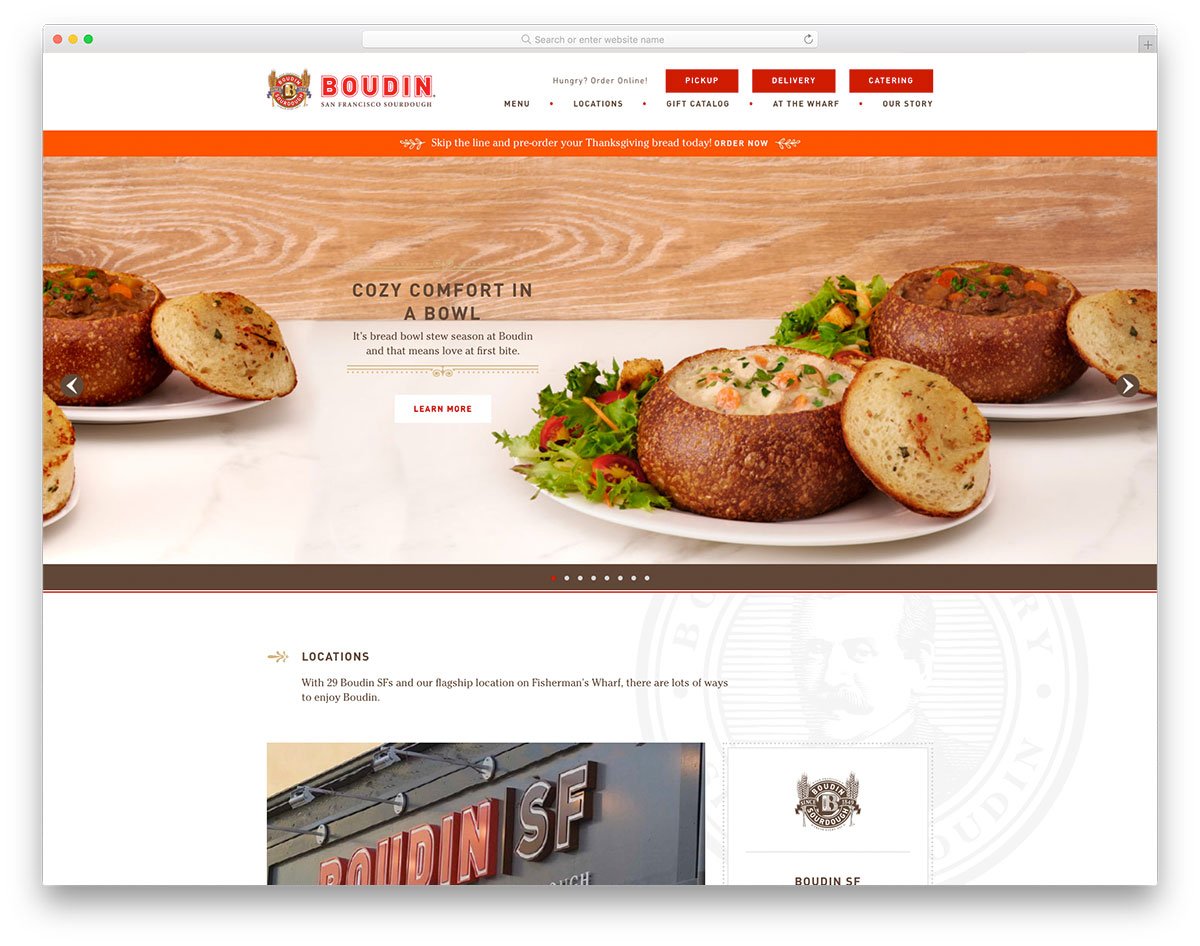 Search or enter website name
BOUDIN
SOURDOUGH
BOUDIN
SAN FRANCISCO SOURDOUGH
Hungry? Order Online!
PICKUP
DELIVERY
CATERING
MENU • LOCATIONS • GIFT CATALOG • AT THE WHARF • OUR STORY
Skip the line and pre-order your Thanksgiving bread today! ORDER NOW
COZY COMFORT IN
A BOWL
It's bread bowl stew season at Boudin
and that means love at first bite.
LEARN MORE
LOCATIONS
With 29 Boudin SFs and our flagship location on Fisherman's Wharf, there are lots of ways
to enjoy Boudin.
BOUDIN SF
BOUDIN
SINCE B 1849
SOURDOUGH
BOUDIN SF
BOUDIN